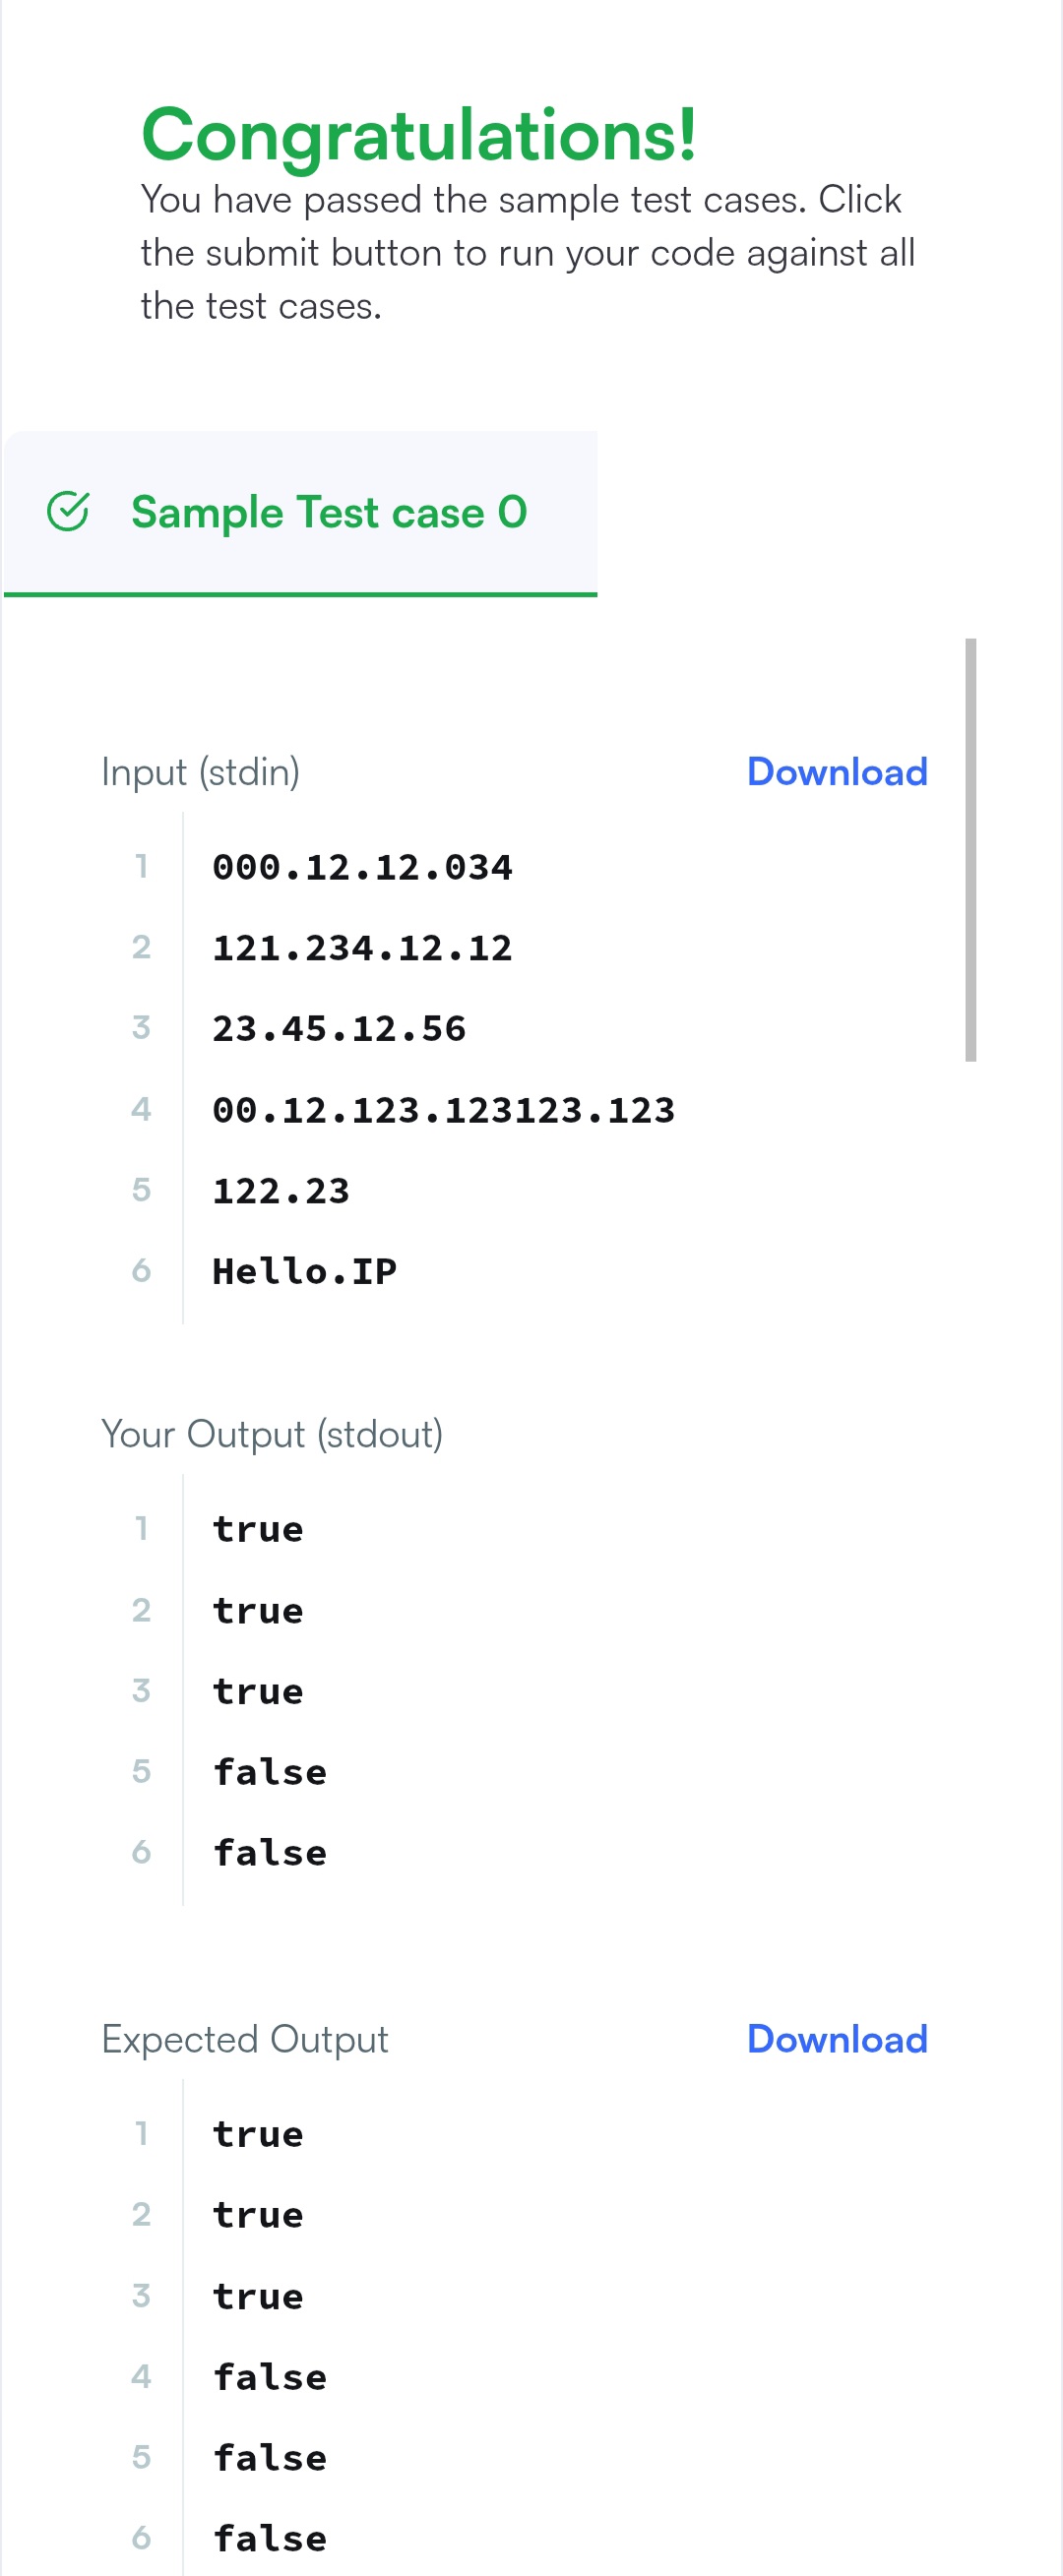 Congratulations!
You have passed the sample test cases. Click
the submit button to run your code against all
the test cases.
Sample Test case 0
Input (stdin)
Download
1 000.12.12.034
2 121.234.12.12
3 23.45.12.56
4 00.12.123.123123.123
5 122.23
6 Hello.IP
Your Output (stdout)
1 true
2 true
3 true
5 false
6 false
Expected Output
Download
1 true
2 true
3 true
4 false
5 false
6 false